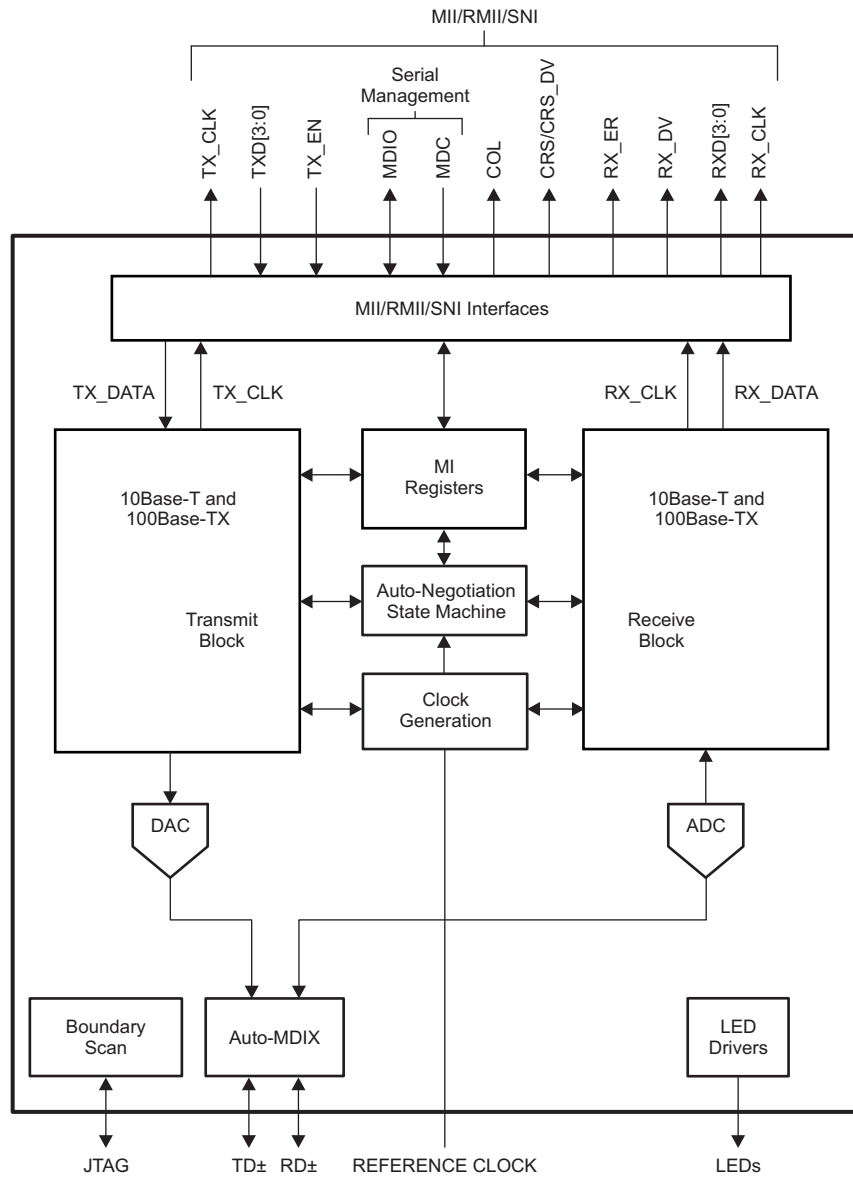 MII/RMII/SNI
Serial
Management
TX_CLK
TXD[3:0]
TX_EN
MDIO
MDC
COL
CRS/CRS_DV
RX_ER
RX_DV
RXD[3:0]
RX_CLK
MII/RMII/SNI Interfaces
TX_DATA
TX_CLK
RX_CLK
RX_DATA
10Base-T and
100Base-TX
Transmit
Block
MI
Registers
Auto-Negotiation
State Machine
Clock
Generation
10Base-T and
100Base-TX
Receive
Block
DAC
ADC
Boundary
Scan
Auto-MDIX
LED
Drivers
JTAG
TD±
RD±
REFERENCE CLOCK
LEDs